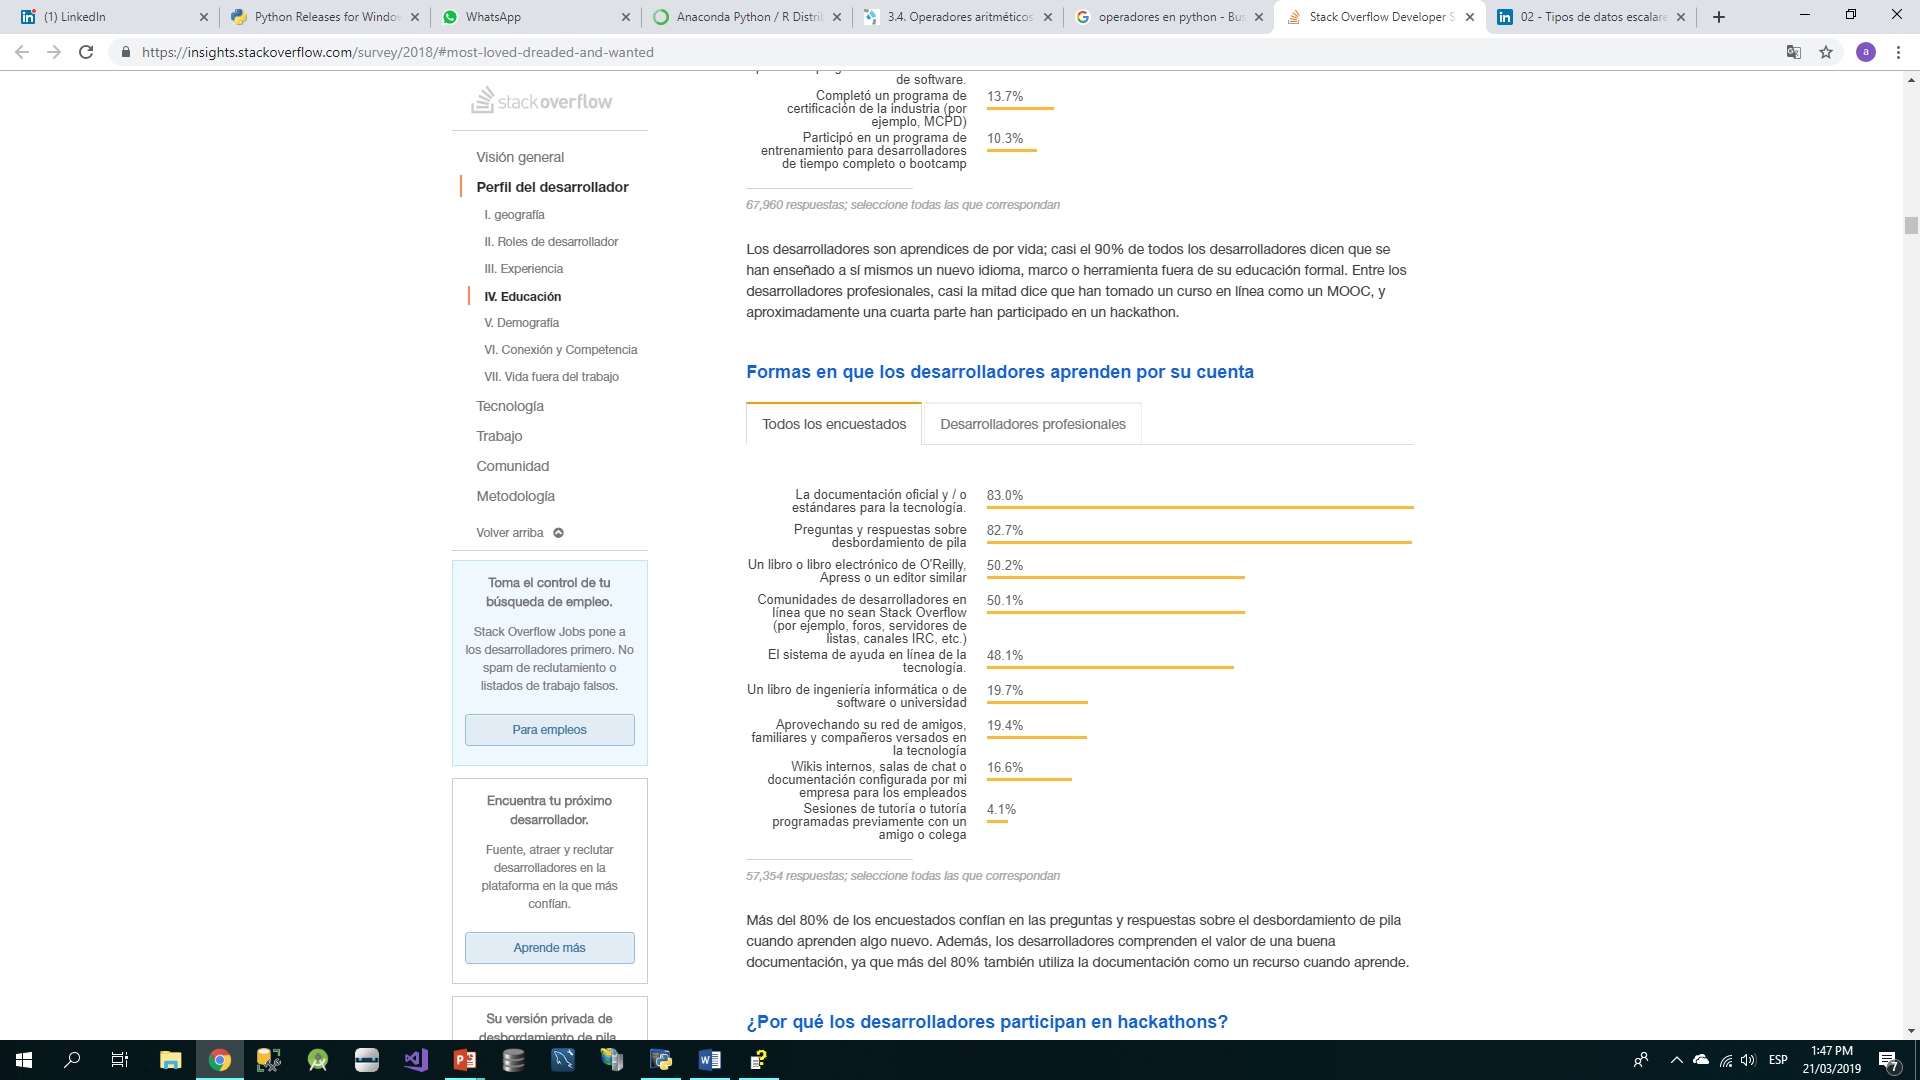 (1) LinkedIn
Python Releases for Window
WhatsApp
Anaconda Python / R Distri
3.4. Operadores aritméticos
operadores en python - Bus
Stack Overflow Developer S
02 - Tipos de datos escalare
https://insights.stackoverflow.com/survey/2018/#most-loved-dreaded-and-wanted
a
stackoverflow
Visión general
Perfil del desarrollador
I. geografía
II. Roles de desarrollador
III. Experiencia
IV. Educación
V. Demografía
VI. Conexión y Competencia
VII. Vida fuera del trabajo
Tecnología
Trabajo
Comunidad
Metodología
Volver arriba
Toma el control de tu
búsqueda de empleo.
Stack Overflow Jobs pone a
los desarrolladores primero. No
spam de reclutamiento o
listados de trabajo falsos.
Para empleos
Encuentra tu próximo
desarrollador.
Fuente, atraer y reclutar
desarrolladores en la
plataforma en la que más
confían.
Aprende más
Su versión privada de
desbordamiento de pila
de software.
Completó un programa de
certificación de la industria (por
ejemplo, MCPD)
13.7%
Participó en un programa de
entrenamiento para desarrolladores
de tiempo completo o bootcamp
10.3%
67,960 respuestas; seleccione todas las que correspondan
Los desarrolladores son aprendices de por vida; casi el 90% de todos los desarrolladores dicen que se
han enseñado a sí mismos un nuevo idioma, marco o herramienta fuera de su educación formal. Entre los
desarrolladores profesionales, casi la mitad dice que han tomado un curso en línea como un MOOC, y
aproximadamente una cuarta parte han participado en un hackathon.
Formas en que los desarrolladores aprenden por su cuenta
Todos los encuestados
Desarrolladores profesionales
La documentación oficial y / o
estándares para la tecnología.
83.0%
Preguntas y respuestas sobre
desbordamiento de pila
82.7%
Un libro o libro electrónico de O'Reilly,
Apress o un editor similar
50.2%
Comunidades de desarrolladores en
línea que no sean Stack Overflow
(por ejemplo, foros, servidores de
listas, canales IRC, etc.)
50.1%
El sistema de ayuda en línea de la
tecnología.
48.1%
Un libro de ingeniería informática o de
software o universidad
19.7%
Aprovechando su red de amigos,
familiares y compañeros versados en
la tecnología
19.4%
Wikis internos, salas de chat o
documentación configurada por mi
empresa para los empleados
16.6%
Sesiones de tutoría o tutoría
programadas previamente con un
amigo o colega
4.1%
57,354 respuestas; seleccione todas las que correspondan
Más del 80% de los encuestados confían en las preguntas y respuestas sobre el desbordamiento de pila
cuando aprenden algo nuevo. Además, los desarrolladores comprenden el valor de una buena
documentación, ya que más del 80% también utiliza la documentación como un recurso cuando aprende.
¿Por qué los desarrolladores participan en hackathons?
ESP
1:47 PM
21/03/2019
7